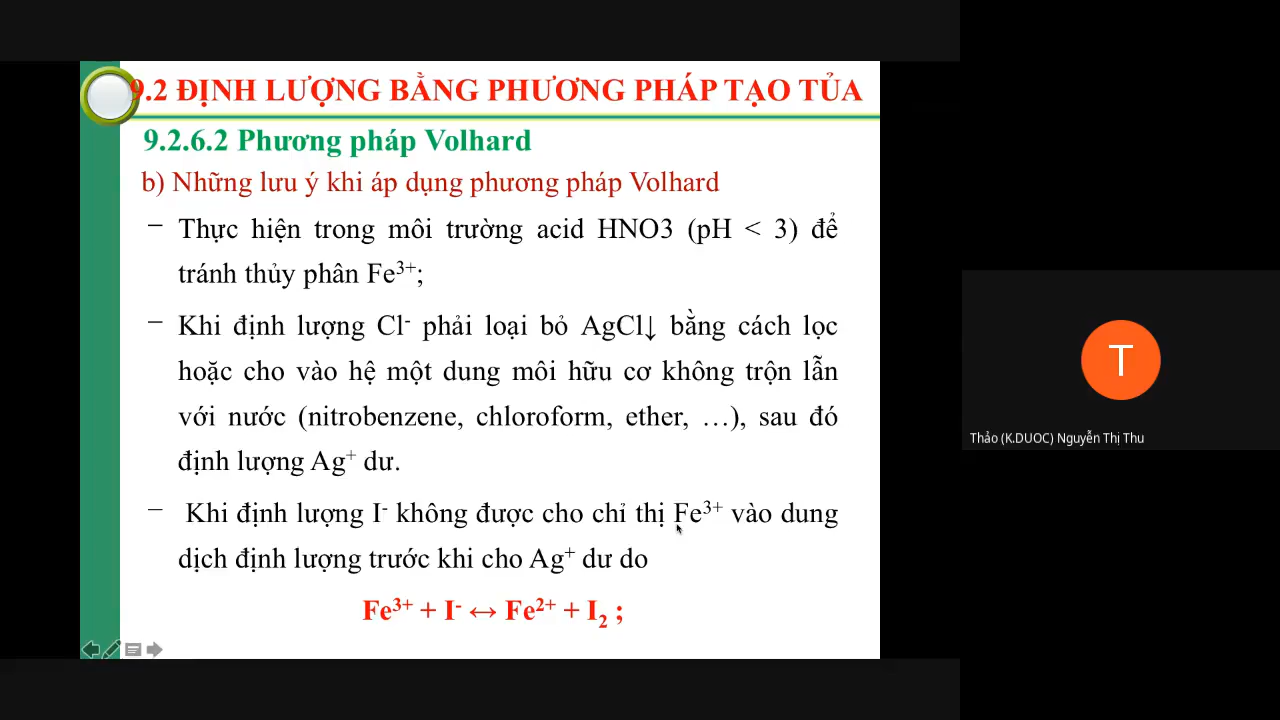 9.2 ĐỊNH LƯỢNG BẰNG PHƯƠNG PHÁP TẠO TỦA
9.2.6.2 Phương pháp Volhard
b) Những lưu ý khi áp dụng phương pháp Volhard
– Thực hiện trong môi trường acid HNO3 (pH < 3) để
tránh thủy phân Fe³⁺;
– Khi định lượng Cl⁻ phải loại bỏ AgCl↓ bằng cách lọc
hoặc cho vào hệ một dung môi hữu cơ không trộn lẫn
với nước (nitrobenzene, chloroform, ether, …), sau đó
định lượng Ag⁺ dư.
– Khi định lượng I⁻ không được cho chỉ thị Fe³⁺ vào dung
dịch định lượng trước khi cho Ag⁺ dư do
Fe³⁺ + I⁻ ↔ Fe²⁺ + I₂ ;
T
Thảo (K.DUOC) Nguyễn Thị Thu